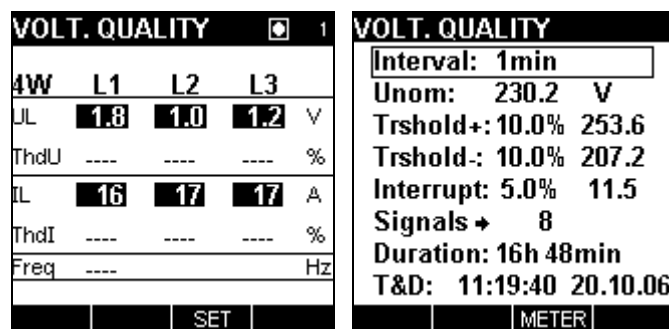 VOLT. QUALITY 1
4W L1 L2 L3
UL 1.8 1.0 1.2 V
ThdU ---- ---- ---- %
IL 16 17 17 A
ThdI ---- ---- ---- %
Freq ---- Hz
SET
VOLT. QUALITY
Interval: 1min
Unom: 230.2 V
Trshold+: 10.0% 253.6
Trshold-: 10.0% 207.2
Interrupt: 5.0% 11.5
Signals → 8
Duration: 16h 48min
T&D: 11:19:40 20.10.06
METER